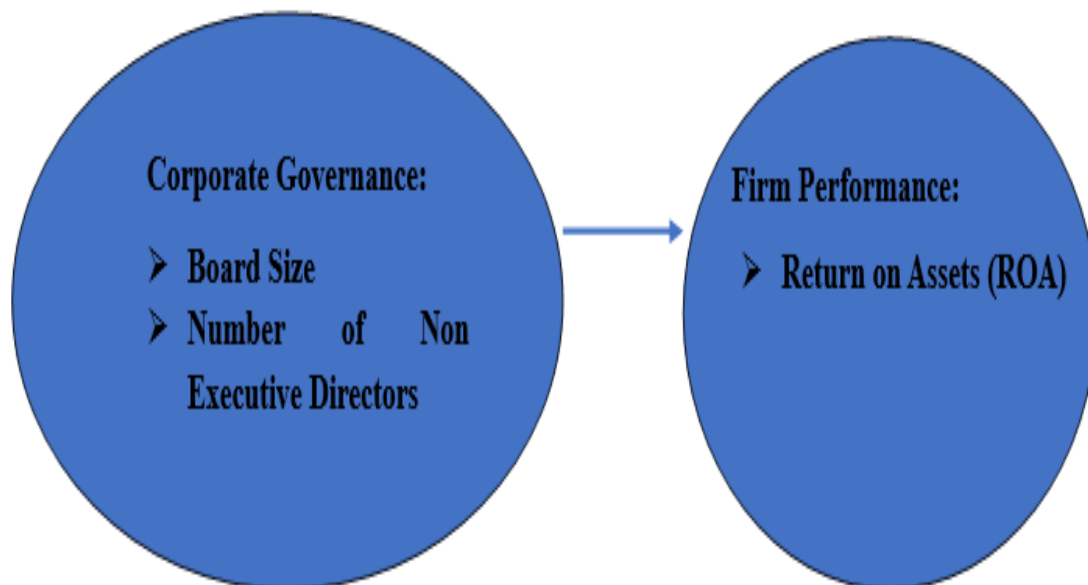 Corporate Governance:
➤ Board Size
➤ Number of Non
Executive Directors
Firm Performance:
➤ Return on Assets (ROA)